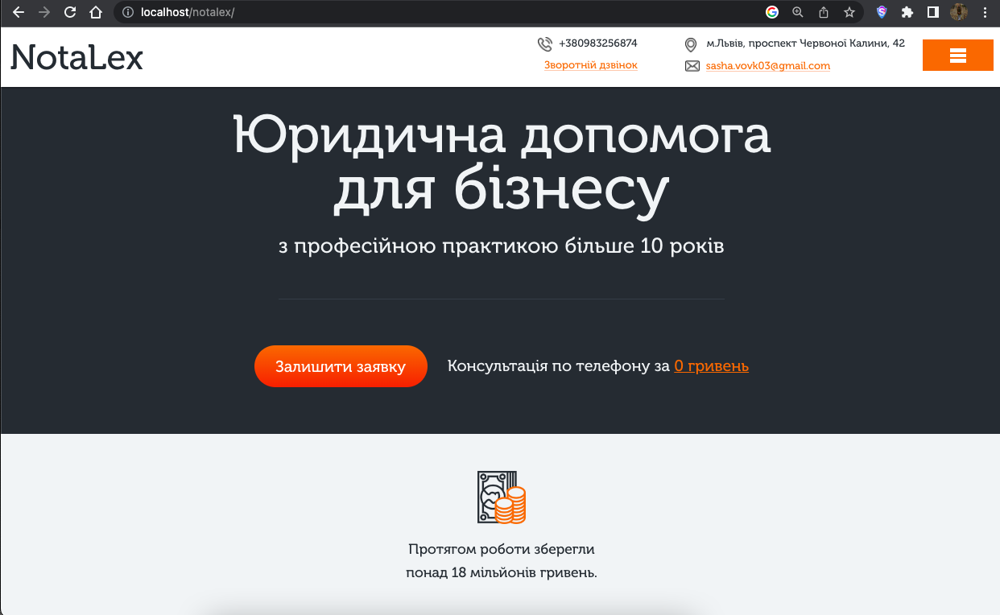 localhost/notalex/
NotaLex
+380983256874
Зворотній дзвінок
м.Львів, проспект Червоної Калини, 42
sasha.vovk03@gmail.com
Юридична допомога
для бізнесу
з професійною практикою більше 10 років
Залишити заявку
Консультація по телефону за 0 гривень
Протягом роботи зберегли
понад 18 мільйонів гривень.